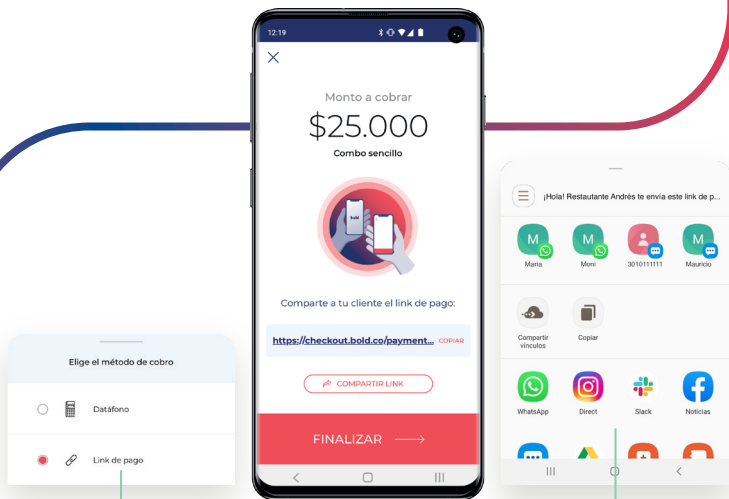 12:19
Monto a cobrar
$25.000
Combo sencillo
bold
Comparte a tu cliente el link de pago:
https://checkout.bold.co/payment... COPIAR
COMPARTIR LINK
FINALIZAR
Elige el método de cobro
Datáfono
Link de pago
¡Hola! Restautante Andrés te envía este link de p...
M M M
Maria Moni 3010111111 Mauricio
Compartir vínculos Copiar
WhatsApp Direct Slack Noticias